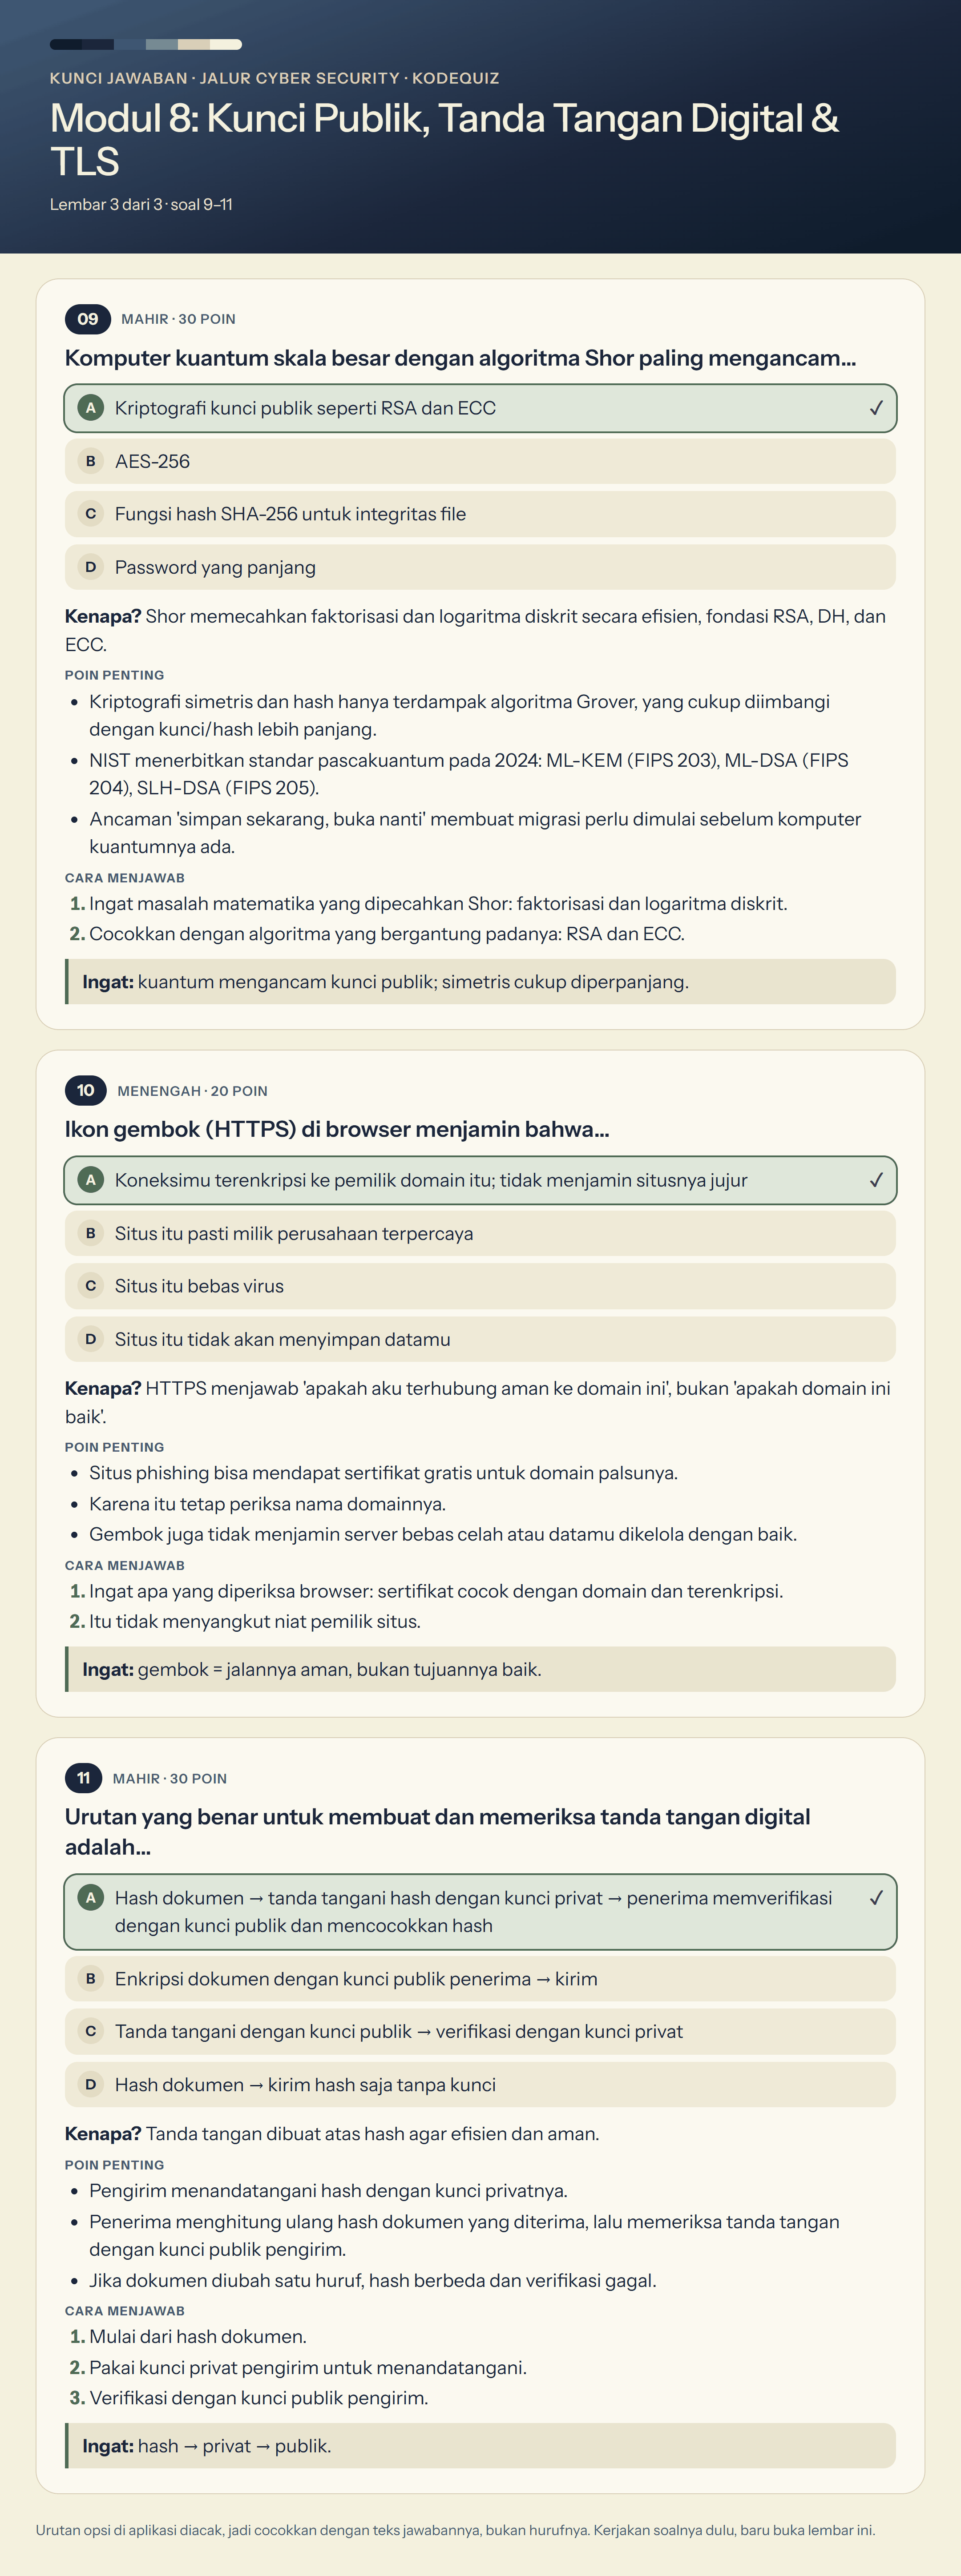 KUNCI JAWABAN · JALUR CYBER SECURITY · KODEQUIZ
Modul 8: Kunci Publik, Tanda Tangan Digital &
TLS
Lembar 3 dari 3 · soal 9–11
09 MAHIR · 30 POIN
Komputer kuantum skala besar dengan algoritma Shor paling mengancam...
A Kriptografi kunci publik seperti RSA dan ECC ✓
B AES-256
C Fungsi hash SHA-256 untuk integritas file
D Password yang panjang
Kenapa? Shor memecahkan faktorisasi dan logaritma diskrit secara efisien, fondasi RSA, DH, dan
ECC.
POIN PENTING
• Kriptografi simetris dan hash hanya terdampak algoritma Grover, yang cukup diimbangi
dengan kunci/hash lebih panjang.
• NIST menerbitkan standar pascakuantum pada 2024: ML-KEM (FIPS 203), ML-DSA (FIPS
204), SLH-DSA (FIPS 205).
• Ancaman 'simpan sekarang, buka nanti' membuat migrasi perlu dimulai sebelum komputer
kuantumnya ada.
CARA MENJAWAB
1. Ingat masalah matematika yang dipecahkan Shor: faktorisasi dan logaritma diskrit.
2. Cocokkan dengan algoritma yang bergantung padanya: RSA dan ECC.
Ingat: kuantum mengancam kunci publik; simetris cukup diperpanjang.
10 MENENGAH · 20 POIN
Ikon gembok (HTTPS) di browser menjamin bahwa...
A Koneksimu terenkripsi ke pemilik domain itu; tidak menjamin situsnya jujur ✓
B Situs itu pasti milik perusahaan terpercaya
C Situs itu bebas virus
D Situs itu tidak akan menyimpan datamu
Kenapa? HTTPS menjawab 'apakah aku terhubung aman ke domain ini', bukan 'apakah domain ini
baik'.
POIN PENTING
• Situs phishing bisa mendapat sertifikat gratis untuk domain palsunya.
• Karena itu tetap periksa nama domainnya.
• Gembok juga tidak menjamin server bebas celah atau datamu dikelola dengan baik.
CARA MENJAWAB
1. Ingat apa yang diperiksa browser: sertifikat cocok dengan domain dan terenkripsi.
2. Itu tidak menyangkut niat pemilik situs.
Ingat: gembok = jalannya aman, bukan tujuannya baik.
11 MAHIR · 30 POIN
Urutan yang benar untuk membuat dan memeriksa tanda tangan digital
adalah...
A Hash dokumen → tanda tangani hash dengan kunci privat → penerima memverifikasi ✓
dengan kunci publik dan mencocokkan hash
B Enkripsi dokumen dengan kunci publik penerima → kirim
C Tanda tangani dengan kunci publik → verifikasi dengan kunci privat
D Hash dokumen → kirim hash saja tanpa kunci
Kenapa? Tanda tangan dibuat atas hash agar efisien dan aman.
POIN PENTING
• Pengirim menandatangani hash dengan kunci privatnya.
• Penerima menghitung ulang hash dokumen yang diterima, lalu memeriksa tanda tangan
dengan kunci publik pengirim.
• Jika dokumen diubah satu huruf, hash berbeda dan verifikasi gagal.
CARA MENJAWAB
1. Mulai dari hash dokumen.
2. Pakai kunci privat pengirim untuk menandatangani.
3. Verifikasi dengan kunci publik pengirim.
Ingat: hash → privat → publik.
Urutan opsi di aplikasi diacak, jadi cocokkan dengan teks jawabannya, bukan hurufnya. Kerjakan soalnya dulu, baru buka lembar ini.